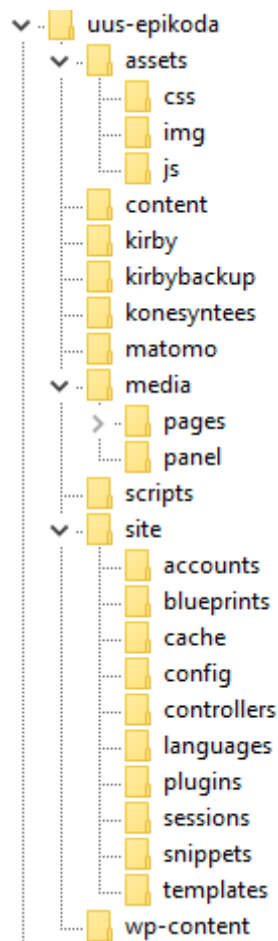 uus-epikoda
assets
css
img
js
content
kirby
kirbybackup
konesyntees
matomo
media
pages
panel
scripts
site
accounts
blueprints
cache
config
controllers
languages
plugins
sessions
snippets
templates
wp-content